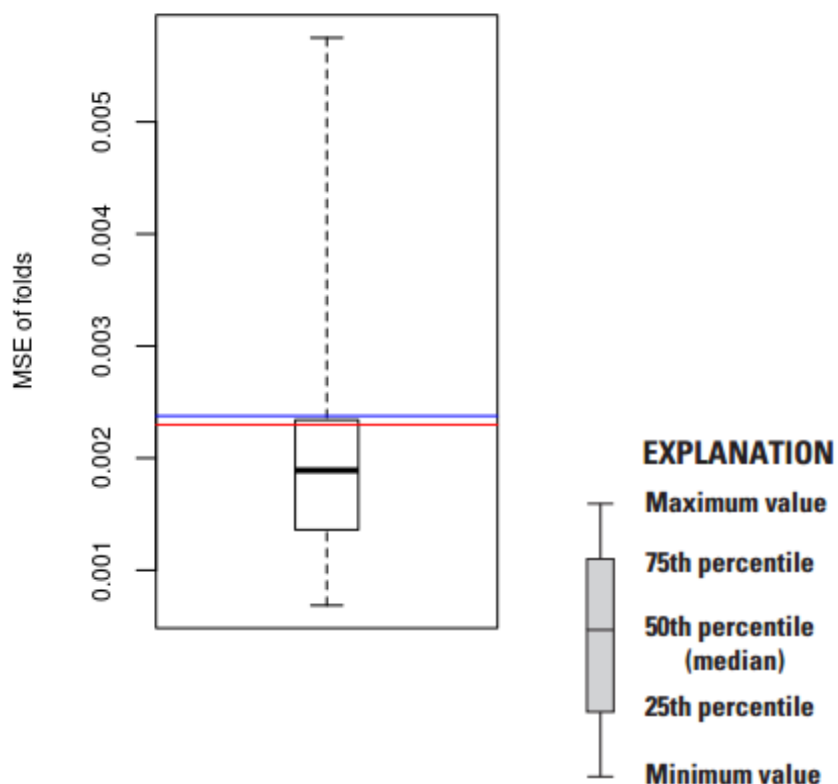 MSE of folds
0.005
0.004
0.003
0.002
0.001
EXPLANATION
Maximum value
75th percentile
50th percentile
(median)
25th percentile
Minimum value